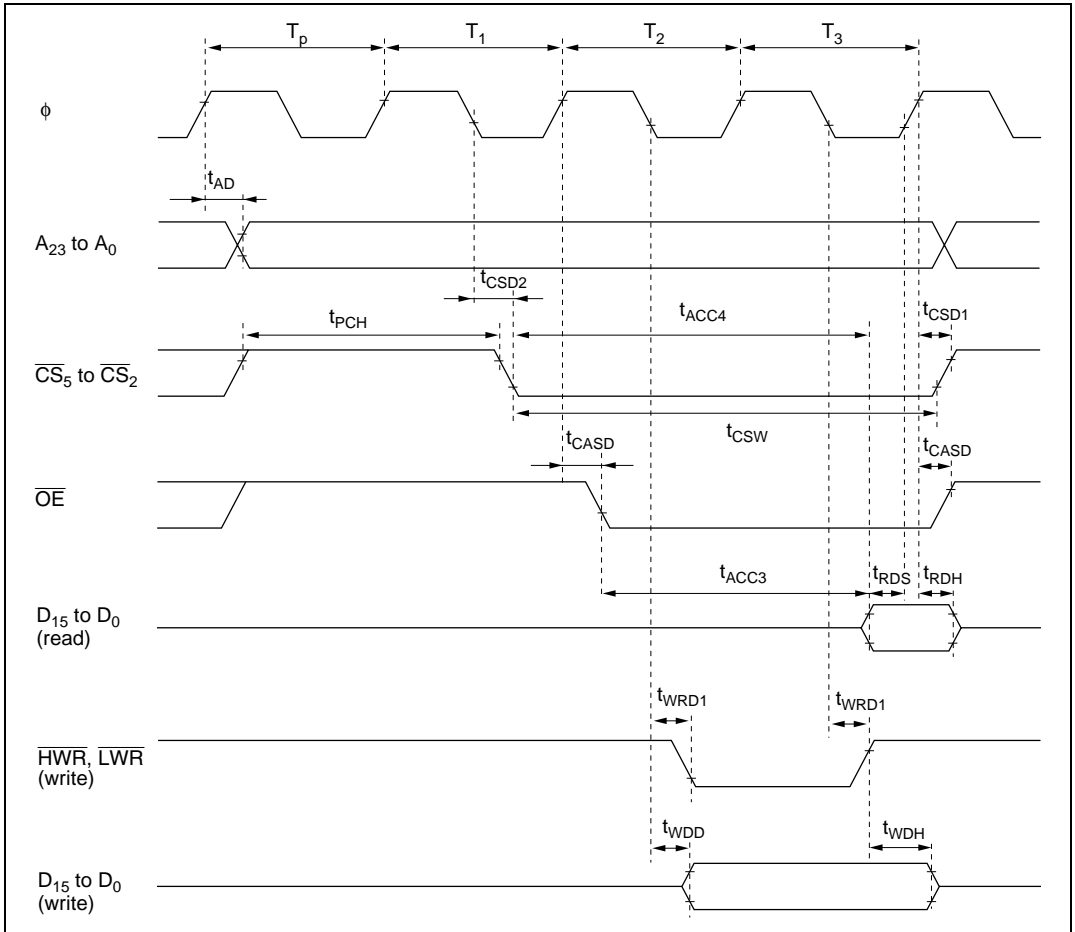 Tp T1 T2 T3
ϕ
tAD
A23 to A0
tCSD2
tPCH tACC4 tCSD1
CS5 to CS2
tCSW
tCASD tCASD
OE
tACC3 tRDS tRDH
D15 to D0
(read)
tWRD1 tWRD1
HWR, LWR
(write)
tWDD tWDH
D15 to D0
(write)